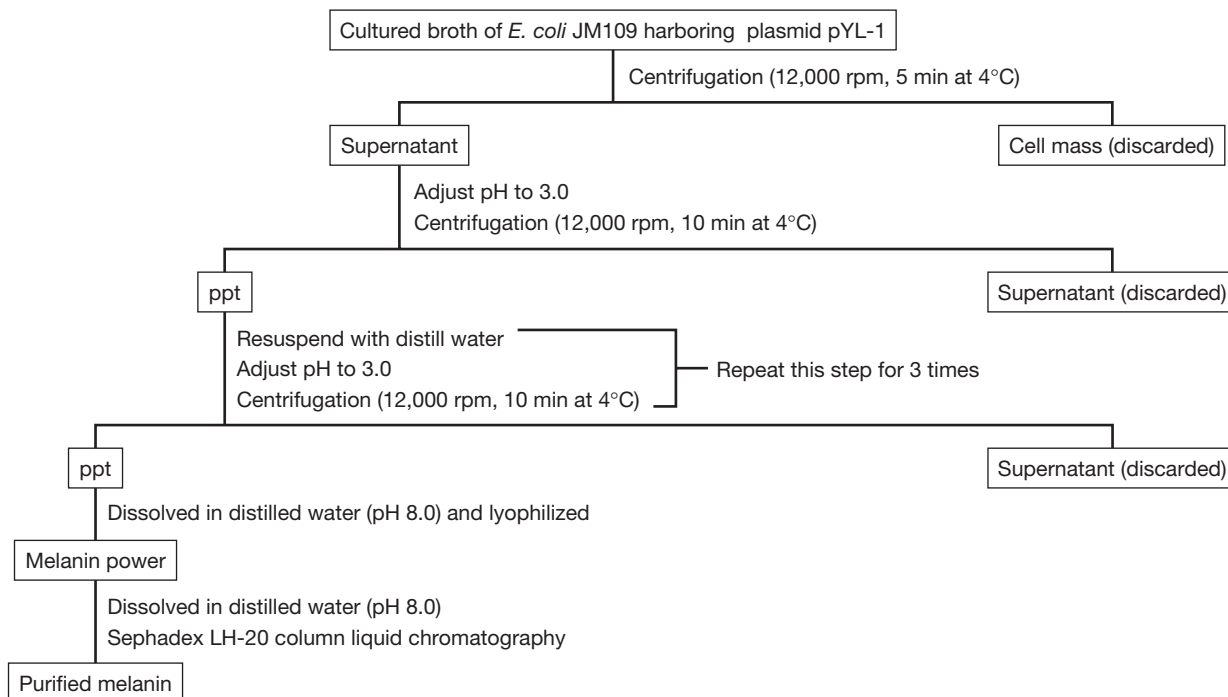 Cultured broth of E. coli JM109 harboring plasmid pYL-1
Centrifugation (12,000 rpm, 5 min at 4°C)
Supernatant
Cell mass (discarded)
Adjust pH to 3.0
Centrifugation (12,000 rpm, 10 min at 4°C)
ppt
Supernatant (discarded)
Resuspend with distill water
Adjust pH to 3.0
Repeat this step for 3 times
Centrifugation (12,000 rpm, 10 min at 4°C)
ppt
Supernatant (discarded)
Dissolved in distilled water (pH 8.0) and lyophilized
Melanin power
Dissolved in distilled water (pH 8.0)
Sephadex LH-20 column liquid chromatography
Purified melanin